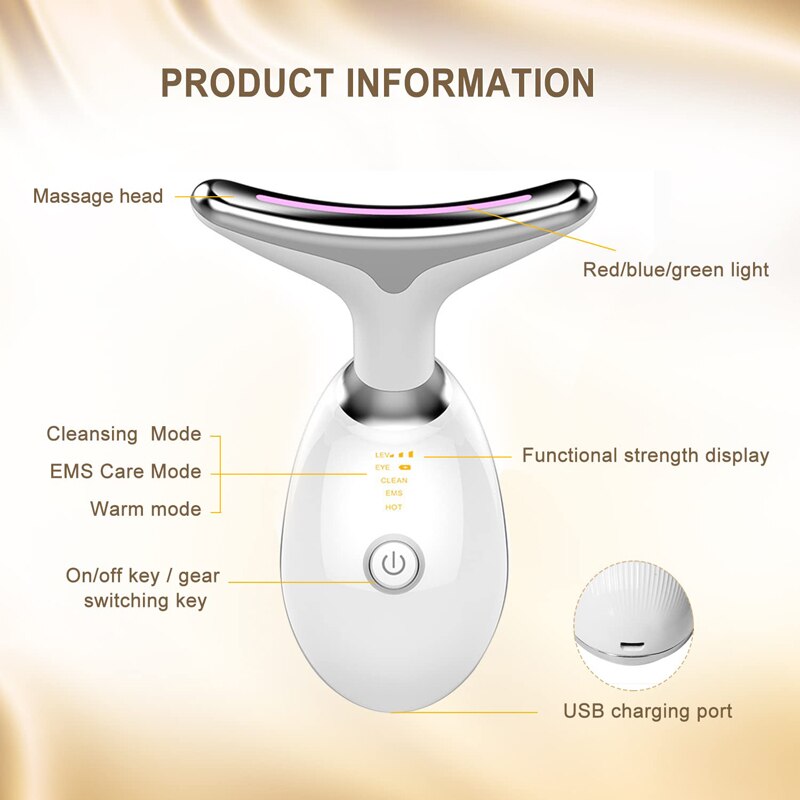 PRODUCT INFORMATION
Massage head
Red/blue/green light
Cleansing Mode
EMS Care Mode
Warm mode
LEV
EYE
CLEAN
EMS
HOT
Functional strength display
On/off key / gear
switching key
USB charging port